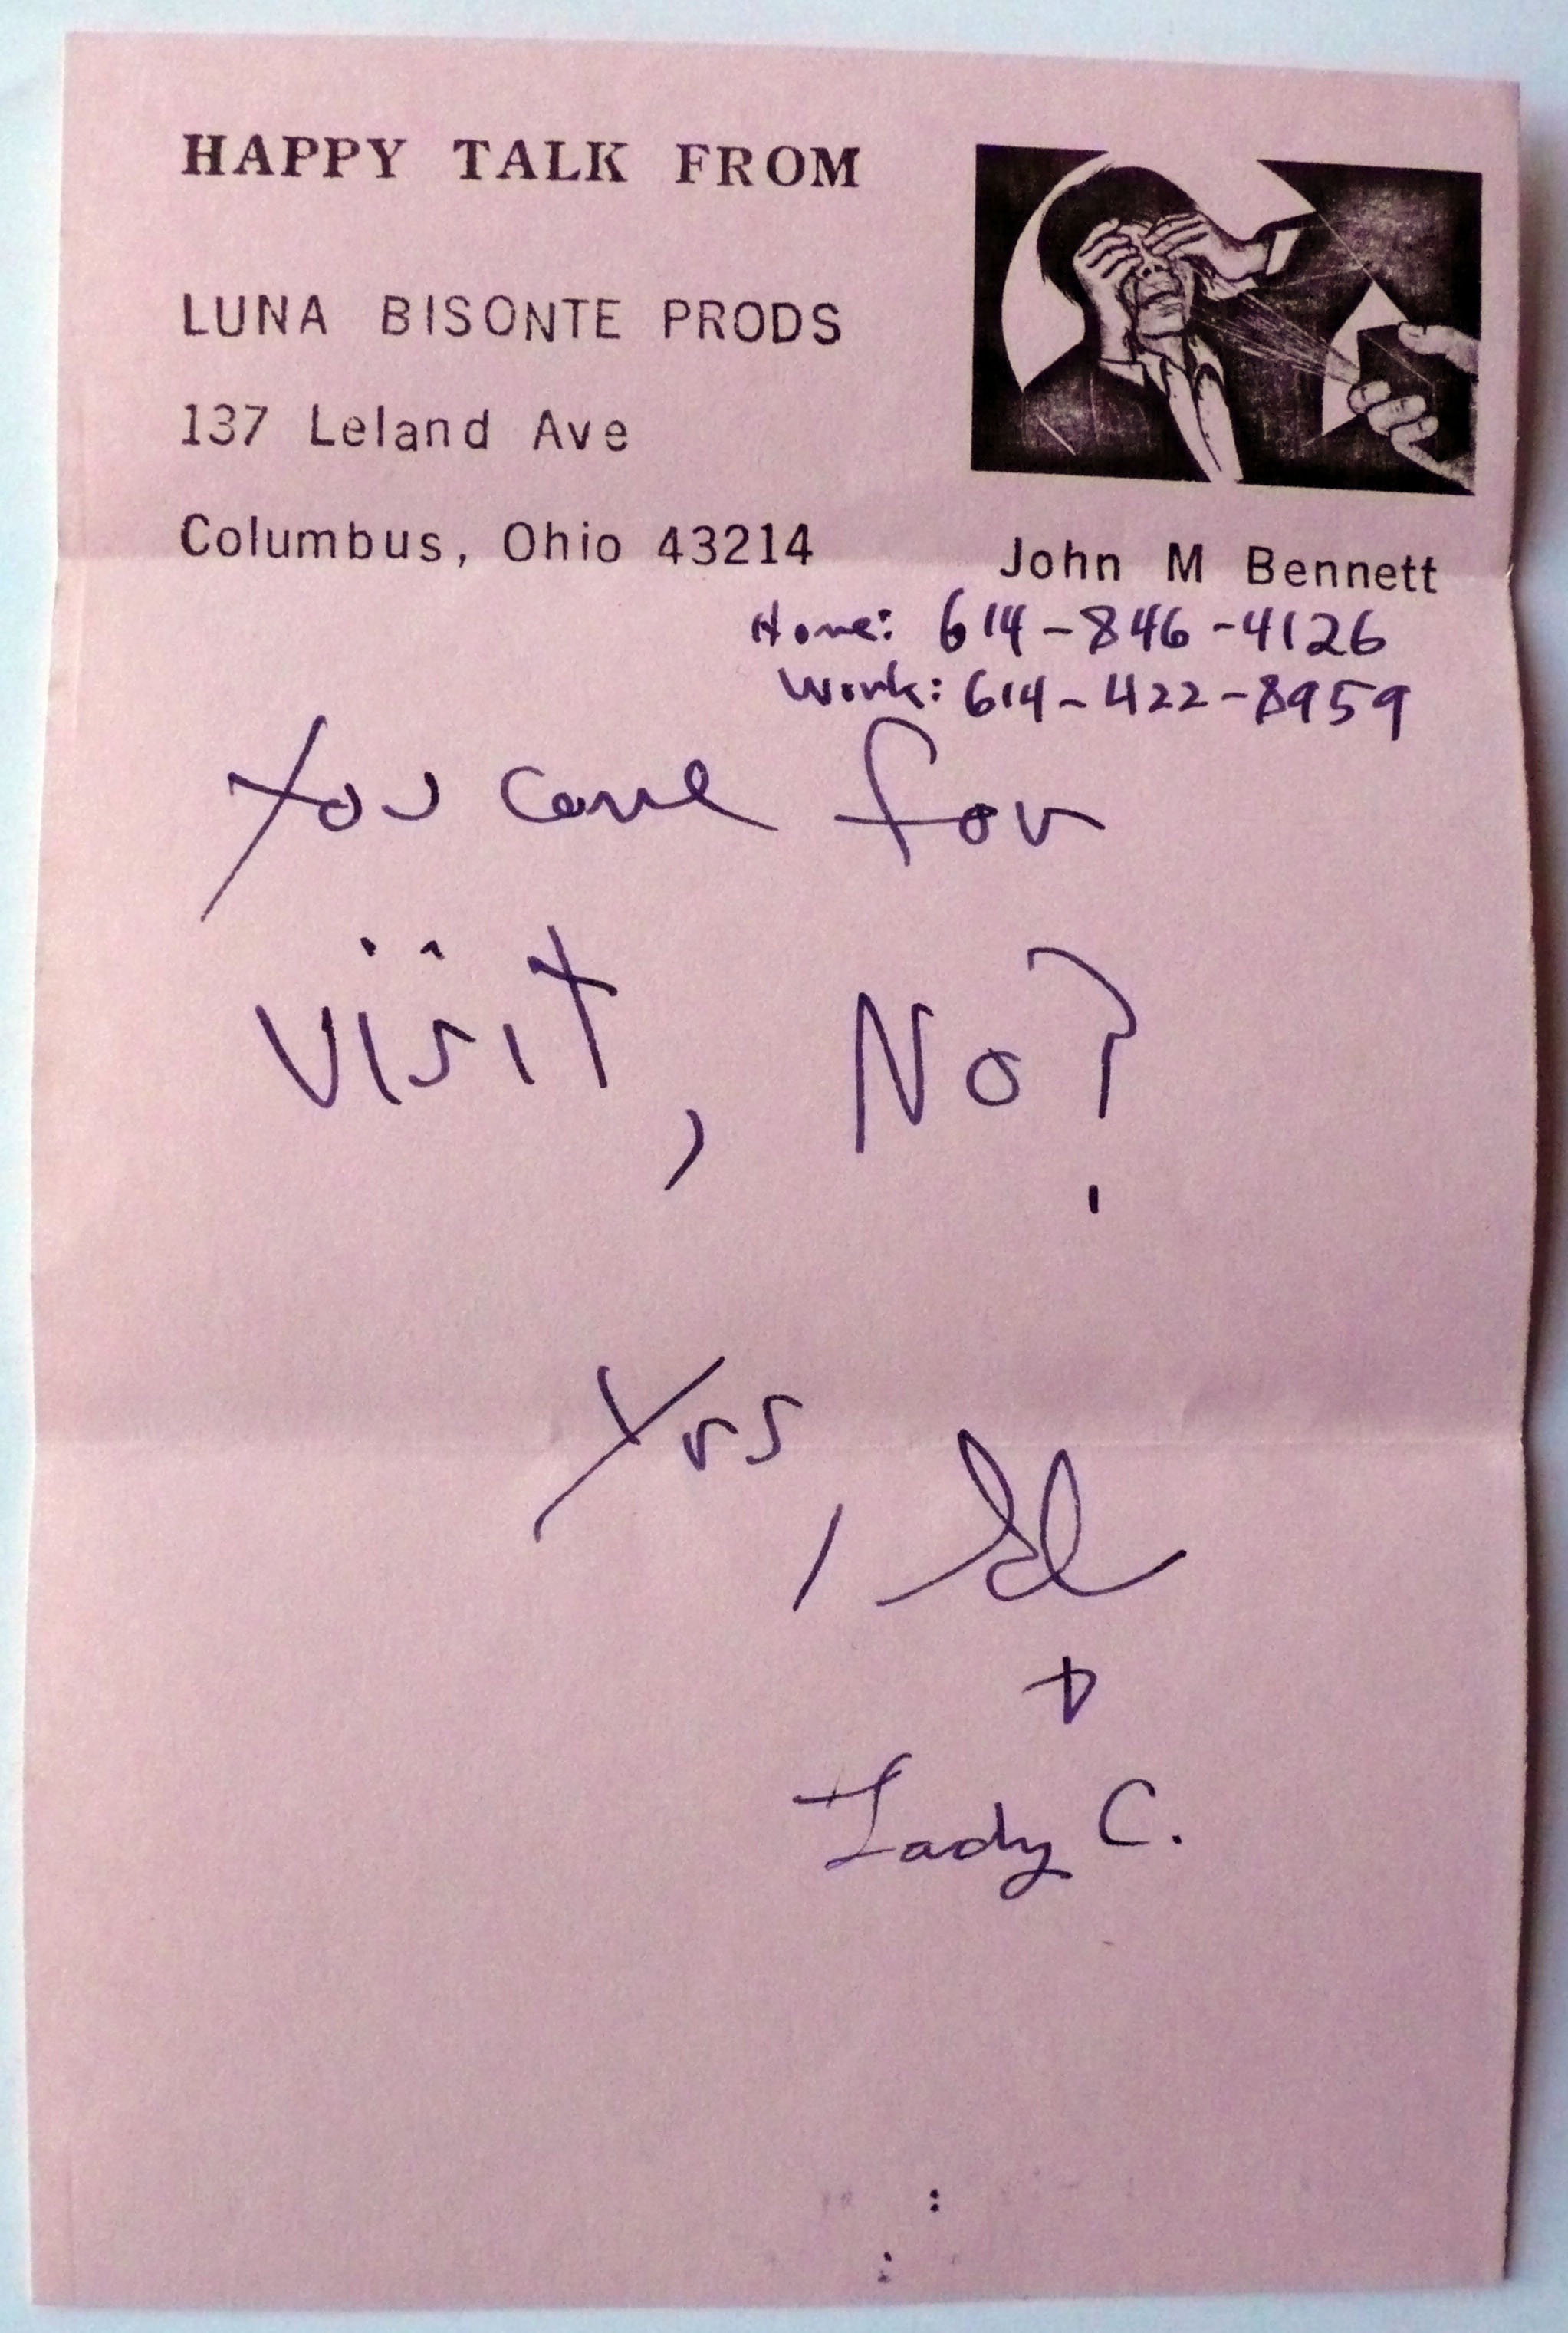 HAPPY TALK FROM
LUNA BISONTE PRODS
137 Leland Ave
Columbus, Ohio 43214
John M Bennett
Home: 614-846-4126
Work: 614-422-8959
You come for
visit, No?
Yrs,
+
Lady C.